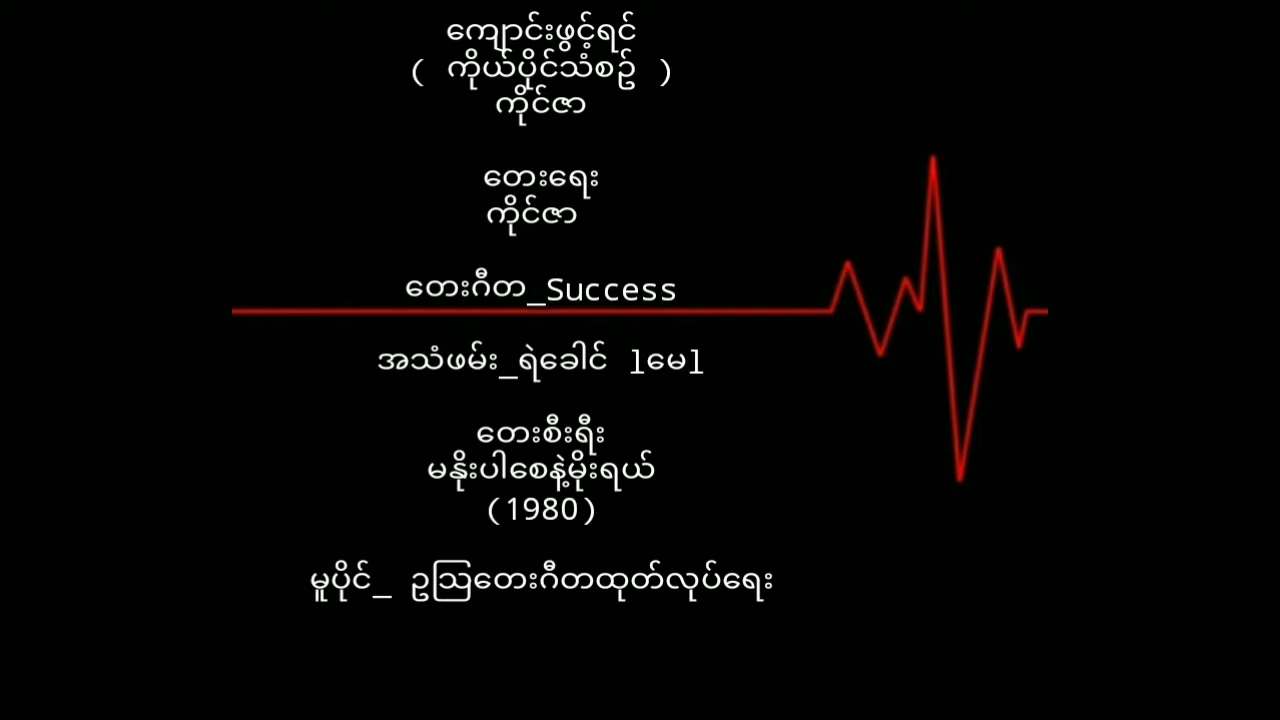 ကျောင်းဖွင့်ရင်
( ကိုယ်ပိုင်သံစဥ် )
ကိုင်ဇာ
တေးရေး
ကိုင်ဇာ
တေးဂီတ_Success
အသံဖမ်း_ရဲခေါင် lမေl
တေးစီးရီး
မနိုးပါစေနဲ့မိုးရယ်
(1980)
မူပိုင်_ ဥဩတေးဂီတထုတ်လုပ်ရေး